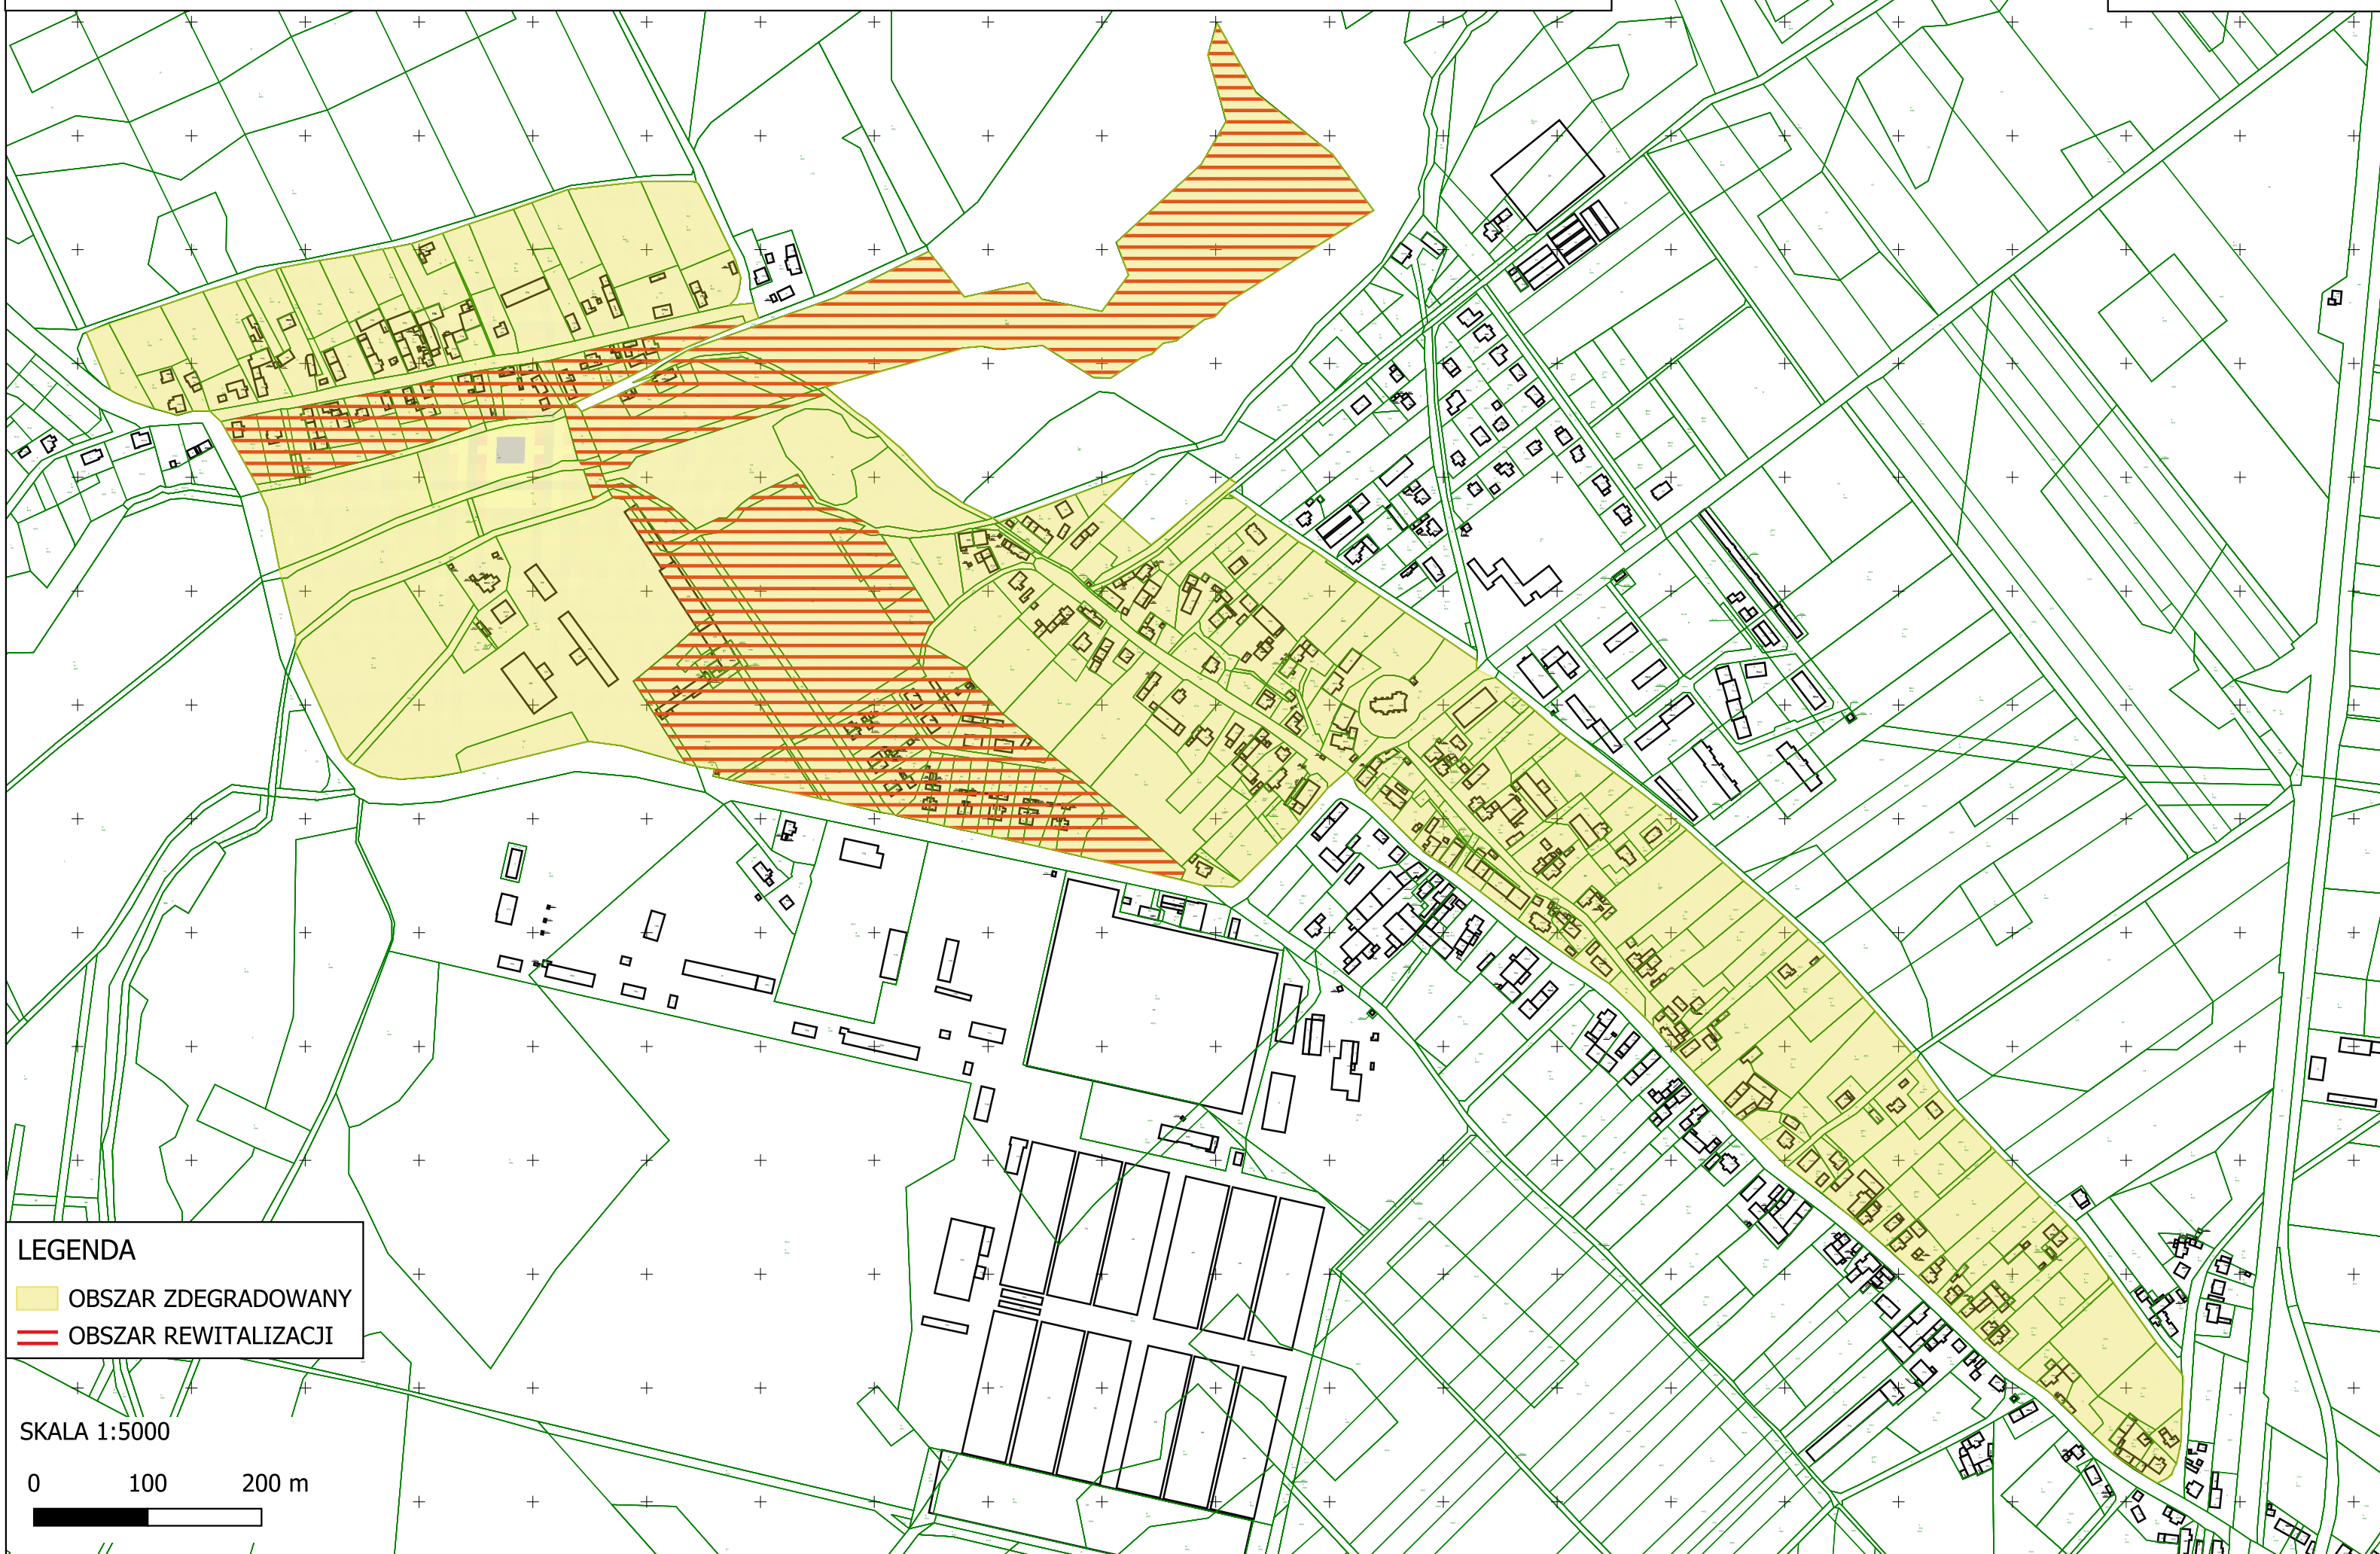 LEGENDA
OBSZAR ZDEGRADOWANY
OBSZAR REWITALIZACJI
SKALA 1:5000
0 100 200 m